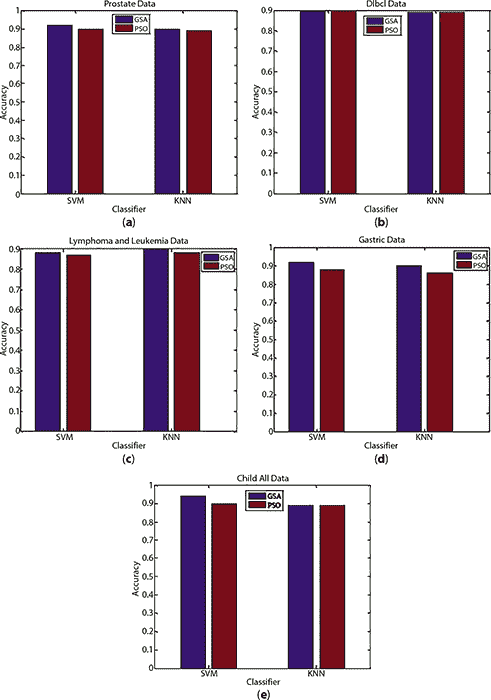 Prostate Data
1
0.9
0.8
0.7
0.6
0.5
0.4
0.3
0.2
0.1
0
Accuracy
GSA
PSO
SVM
KNN
Classifier
(a)
Dlbcl Data
0.9
0.8
0.7
0.6
0.5
0.4
0.3
0.2
0.1
0
Accuracy
GSA
PSO
SVM
KNN
Classifier
(b)
Lymphoma and Leukemia Data
0.9
0.8
0.7
0.6
0.5
0.4
0.3
0.2
0.1
0
Accuracy
GSA
PSO
SVM
KNN
Classifier
(c)
Gastric Data
1
0.9
0.8
0.7
0.6
0.5
0.4
0.3
0.2
0.1
0
Accuracy
GSA
PSO
SVM
KNN
Classifier
(d)
Child All Data
1
0.9
0.8
0.7
0.6
0.5
0.4
0.3
0.2
0.1
0
Accuracy
GSA
PSO
SVM
KNN
Classifier
(e)